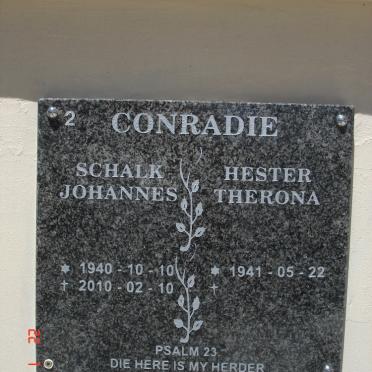 2 CONRADIE
SCHALK JOHANNES
HESTER THERONA
✡ 1940 - 10 - 10
† 2010 - 02 - 10
✡ 1941 - 05 - 22
†
PSALM 23
DIE HERE IS MY HERDER